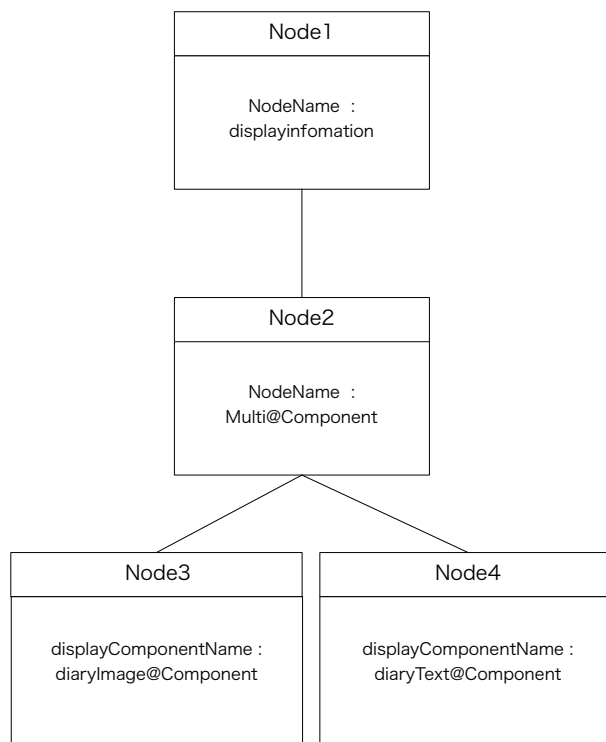 Node1
NodeName :
displayinfomation
Node2
NodeName :
Multi@Component
Node3
displayComponentName :
diaryImage@Component
Node4
displayComponentName :
diaryText@Component